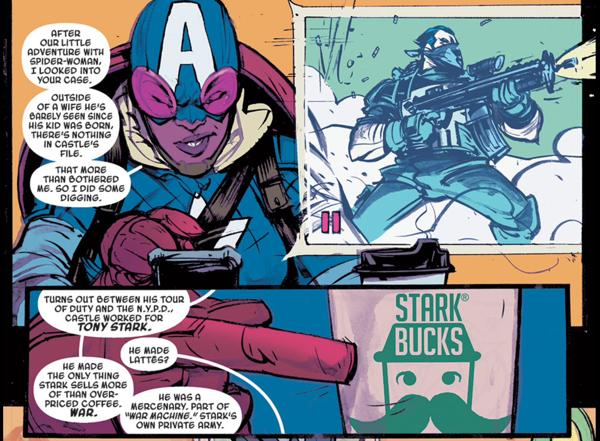 AFTER
OUR LITTLE
ADVENTURE WITH
SPIDER-WOMAN,
I LOOKED INTO
YOUR CASE.
OUTSIDE
OF A WIFE HE'S
BARELY SEEN SINCE
HIS KID WAS BORN,
THERE'S NOTHING
IN CASTLE'S
FILE.
THAT MORE
THAN BOTHERED
ME. SO I DID SOME
DIGGING.
A
TURNS OUT BETWEEN HIS TOUR
OF DUTY AND THE N.Y.P.D.,
CASTLE WORKED FOR
TONY STARK.
HE MADE
LATTÉS?
HE MADE
THE ONLY THING
STARK SELLS MORE
OF THAN OVER-
PRICED COFFEE.
WAR.
HE WAS A
MERCENARY. PART OF
"WAR MACHINE." STARK'S
OWN PRIVATE ARMY.
STARK®
BUCKS